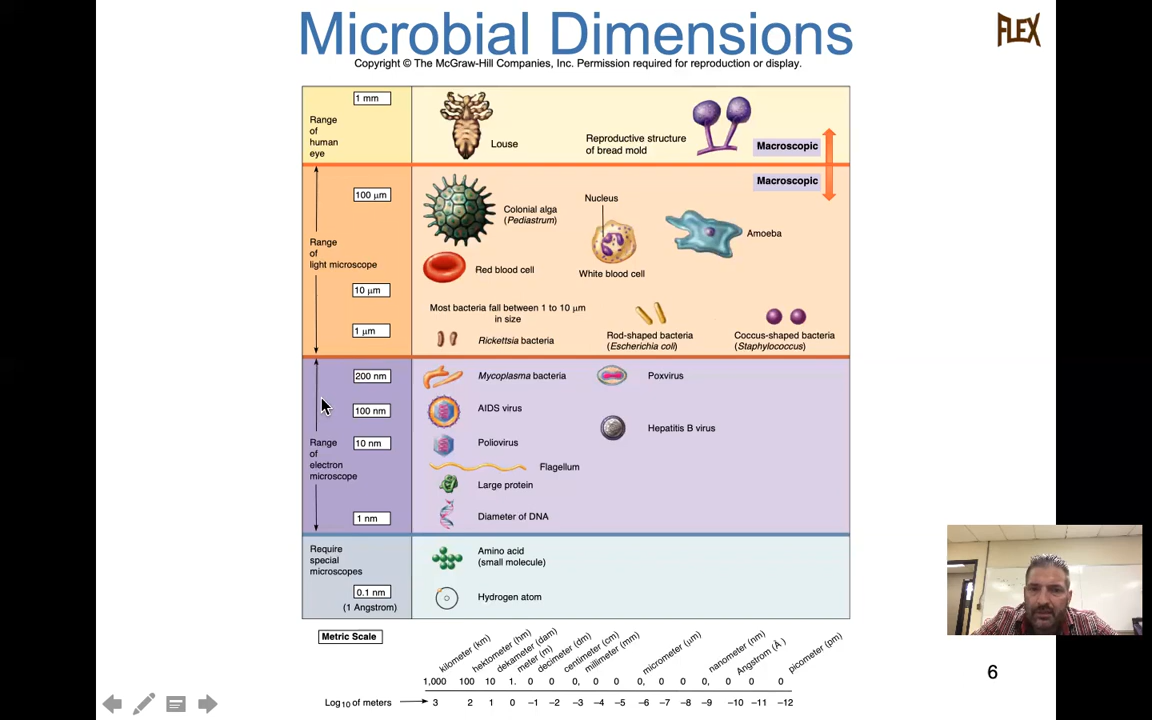 Microbial Dimensions
FLEX
Copyright © The McGraw-Hill Companies, Inc. Permission required for reproduction or display.
1 mm
Range
of
human
eye
Louse
Reproductive structure
of bread mold
Macroscopic
Macroscopic
100 µm
Range
of
light microscope
10 µm
1 µm
Colonial alga
(Pediastrum)
Nucleus
White blood cell
Amoeba
Red blood cell
Most bacteria fall between 1 to 10 µm
in size
Rickettsia bacteria
Rod-shaped bacteria
(Escherichia coli)
Coccus-shaped bacteria
(Staphylococcus)
200 nm
100 nm
10 nm
Range
of
electron
microscope
1 nm
Mycoplasma bacteria
Poxvirus
AIDS virus
Hepatitis B virus
Poliovirus
Flagellum
Large protein
Diameter of DNA
Require
special
microscopes
0.1 nm
(1 Angstrom)
Amino acid
(small molecule)
Hydrogen atom
Metric Scale
kilometer (km)
hektometer (hm)
dekameter (dam)
meter (m)
decimeter (dm)
centimeter (cm)
millimeter (mm)
micrometer (µm)
nanometer (nm)
Angstrom (Å)
picometer (pm)
1,000 100 10 1. 0 0 0, 0 0 0, 0 0 0, 0 0 0
Log10 of meters 3 2 1 0 –1 –2 –3 –4 –5 –6 –7 –8 –9 –10 –11 –12
6